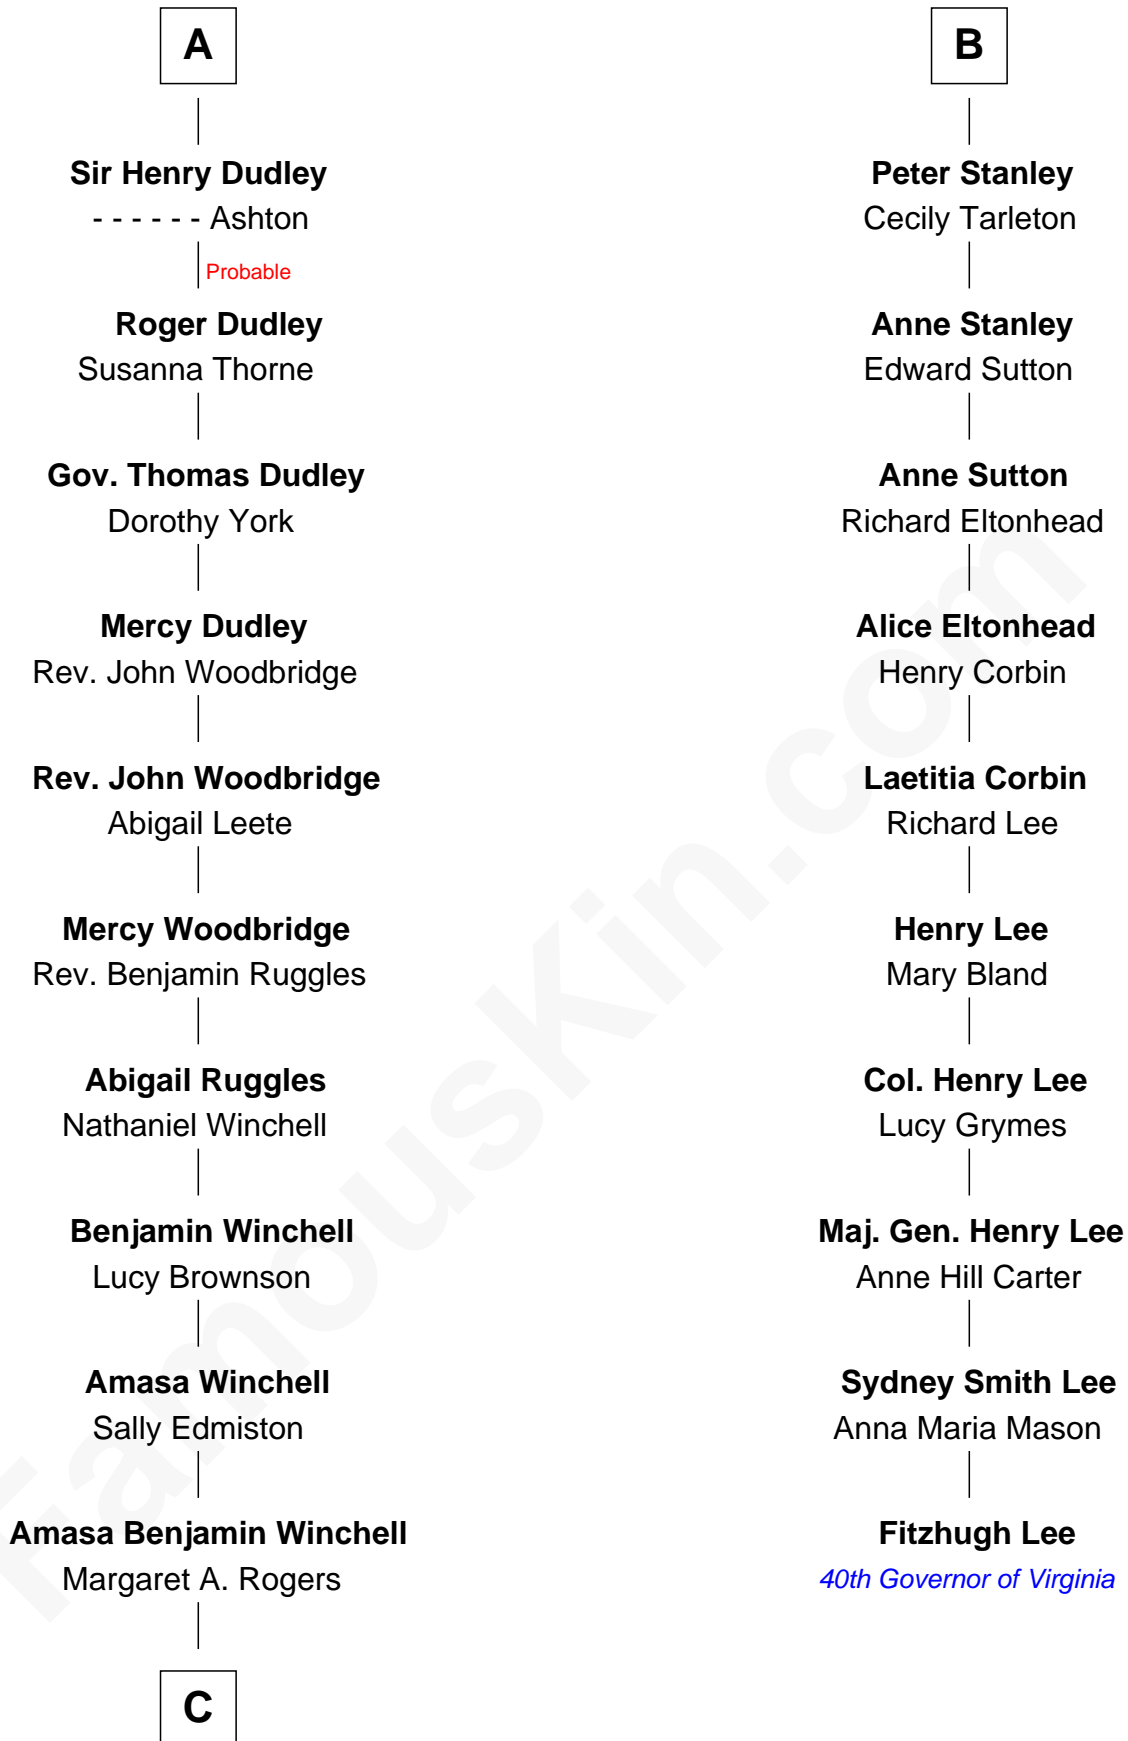 A
Sir Henry Dudley
- - - - - - Ashton
Probable
Roger Dudley
Susanna Thorne
Gov. Thomas Dudley
Dorothy York
Mercy Dudley
Rev. John Woodbridge
Rev. John Woodbridge
Abigail Leete
Mercy Woodbridge
Rev. Benjamin Ruggles
Abigail Ruggles
Nathaniel Winchell
Benjamin Winchell
Lucy Brownson
Amasa Winchell
Sally Edmiston
Amasa Benjamin Winchell
Margaret A. Rogers
C
B
Peter Stanley
Cecily Tarleton
Anne Stanley
Edward Sutton
Anne Sutton
Richard Eltonhead
Alice Eltonhead
Henry Corbin
Laetitia Corbin
Richard Lee
Henry Lee
Mary Bland
Col. Henry Lee
Lucy Grymes
Maj. Gen. Henry Lee
Anne Hill Carter
Sydney Smith Lee
Anna Maria Mason
Fitzhugh Lee
40th Governor of Virginia
FamousKin.com